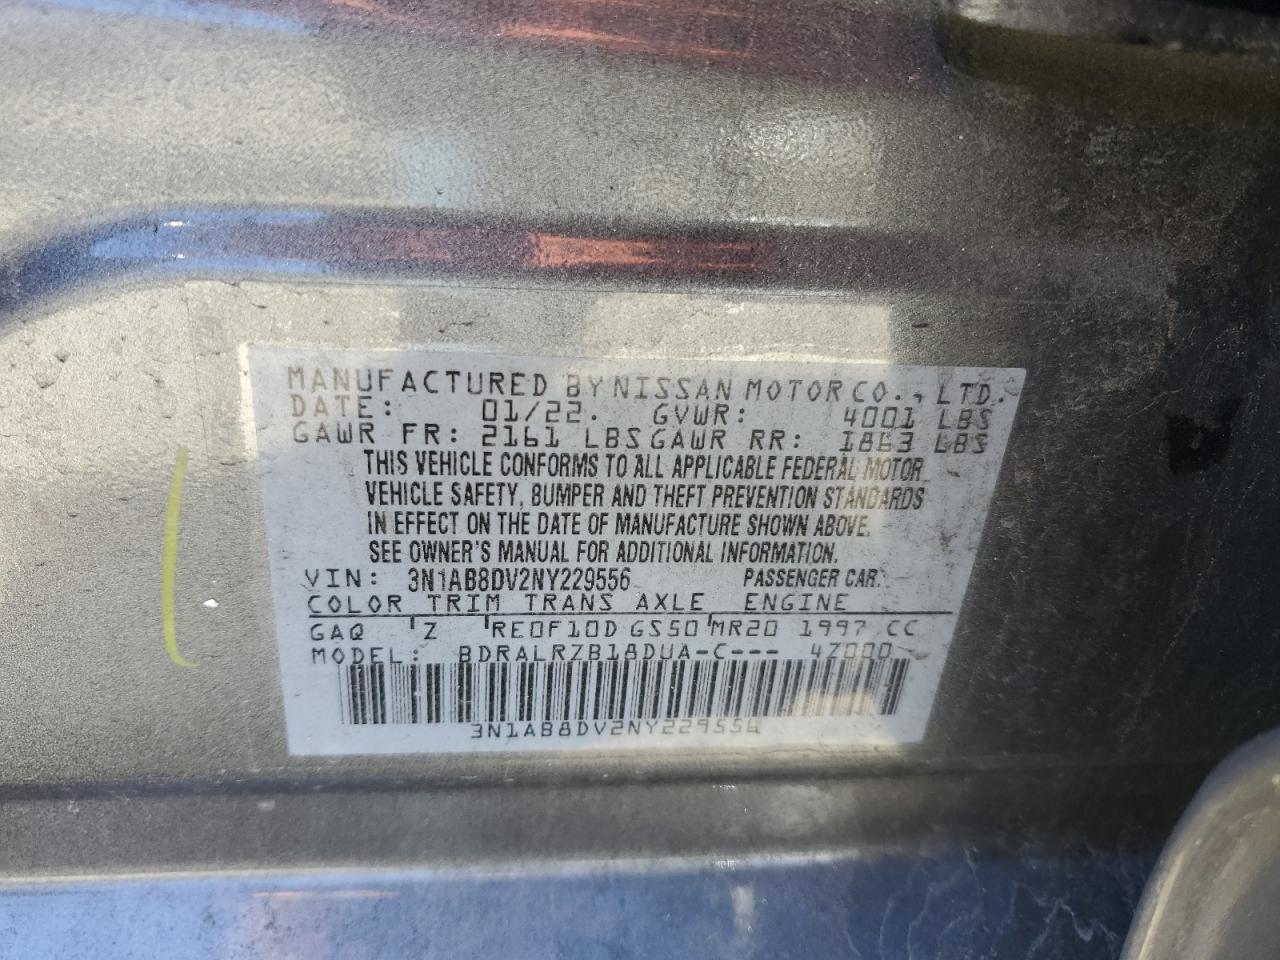 MANUFACTURED BY NISSAN MOTOR CO., LTD.
DATE: 01/22. GVWR: 4001 LBS
GAWR FR: 2161 LBS GAWR RR: 1863 LBS
THIS VEHICLE CONFORMS TO ALL APPLICABLE FEDERAL MOTOR
VEHICLE SAFETY, BUMPER AND THEFT PREVENTION STANDARDS
IN EFFECT ON THE DATE OF MANUFACTURE SHOWN ABOVE.
SEE OWNER'S MANUAL FOR ADDITIONAL INFORMATION.
VIN: 3N1AB8DV2NY229556 PASSENGER CAR.
COLOR TRIM TRANS AXLE ENGINE
GAQ Z RE0F10D GS50 MR20 1997 CC
MODEL: BDRALRZB18DUA-C--- 4Z000
3N1AB8DV2NY229556